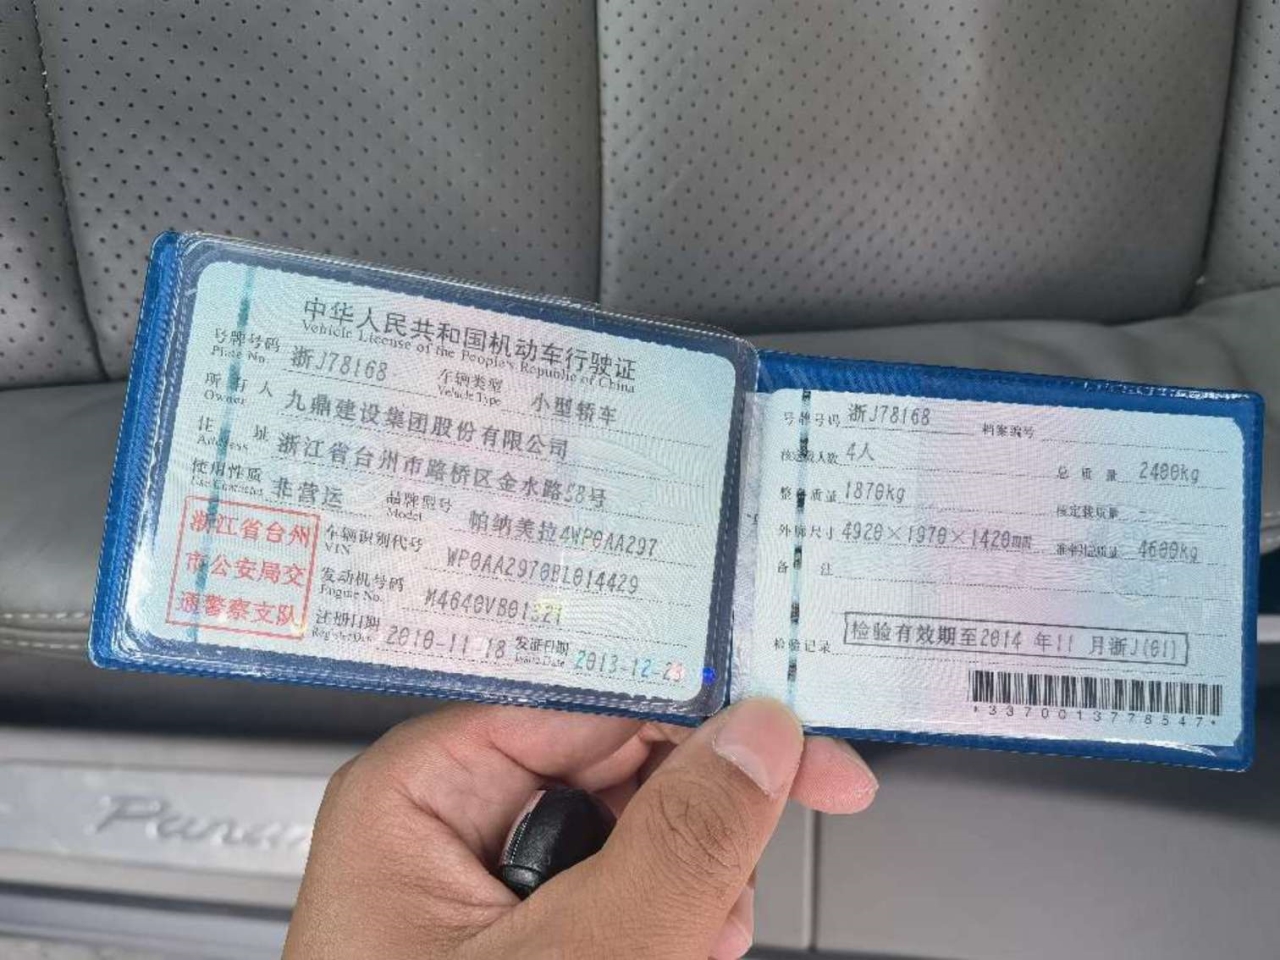 中华人民共和国机动车行驶证
Vehicle License of the People's Republic of China
号牌号码 浙J78168 车辆类型 小型轿车
Plate No. Vehicle Type
所有人 九鼎建设集团股份有限公司
Owner
住址 浙江省台州市路桥区金水路58号
Address
使用性质 非营运 品牌型号 帕纳美拉4WP0AA297
Use Character Model
浙江省台州
市公安局交
通警察支队
车辆识别代号 WP0AA2970BL014429
VIN
发动机号码 M4640VB01321
Engine No.
注册日期 2010-11-18 发证日期 2013-12-23
Register Date Issue Date
号牌号码 浙J78168 档案编号
核定载人数 4人 总质量 2400kg
整备质量 1870kg 核定载质量 --
外廓尺寸 4920×1970×1420mm 准牵引总质量 4600kg
备注
检验记录 检验有效期至2014年11月浙J(01)
*3370013778547*
Panam